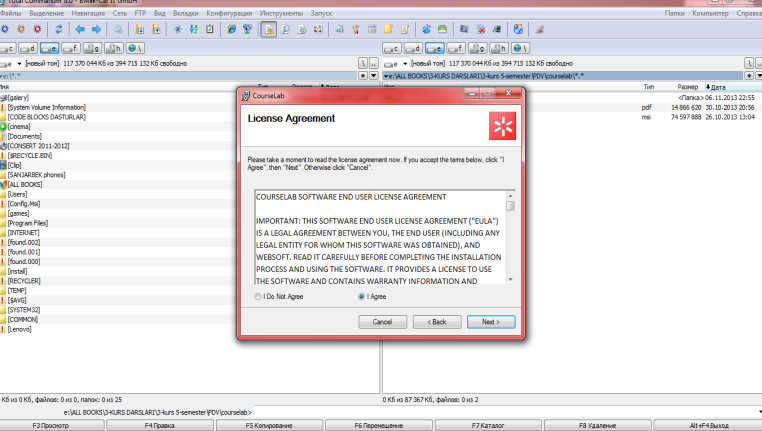 Total Commander 8.0 - BMW-Car II GmbH
Файлы Выделение Навигация Сеть FTP Вид Вкладки Конфигурация Инструменты Запуск Папки Компьютер Справка
c d e f g h \ c d e f g h \
e [новый том] 117 370 044 Кб из 394 715 132 Кб свободно \ ..
e [новый том] 117 370 044 Кб из 394 715 132 Кб свободно \ ..
e:\*.* * ▼
e:\ALL BOOKS\3-KURS DARSLARI\3-kurs 5-semester\PDV\courselab\*.* * ▼
Имя Тип Размер Дата
Имя Тип Размер Дата
[galery]
[System Volume Information]
[CODE BLOCKS DASTURLAR]
[cinema]
[Documents]
[CONSERT 2011-2012]
[$RECYCLE.BIN]
[Clip]
[SANJARBEK phones]
[ALL BOOKS]
[Users]
[Config.Msi]
[games]
[Program Files]
[INTERNET]
[found.002]
[found.001]
[found.000]
[install]
[RECYCLER]
[TEMP]
[$AVG]
[SYSTEM32]
[COMMON]
[Lenovo]
<Папка> 06.11.2013 22:55
pdf 14 866 620 30.10.2013 20:56
msi 74 597 888 26.10.2013 13:04
CourseLab
License Agreement
Please take a moment to read the license agreement now. If you accept the terms below, click "I
Agree", then "Next". Otherwise click "Cancel".
COURSELAB SOFTWARE END USER LICENSE AGREEMENT
IMPORTANT: THIS SOFTWARE END USER LICENSE AGREEMENT ("EULA")
IS A LEGAL AGREEMENT BETWEEN YOU, THE END USER (INCLUDING ANY
LEGAL ENTITY FOR WHOM THIS SOFTWARE WAS OBTAINED), AND
WEBSOFT. READ IT CAREFULLY BEFORE COMPLETING THE INSTALLATION
PROCESS AND USING THE SOFTWARE. IT PROVIDES A LICENSE TO USE
THE SOFTWARE AND CONTAINS WARRANTY INFORMATION AND
I Do Not Agree I Agree
Cancel < Back Next >
Кб из 0 Кб, файлов: 0 из 0, папок: 0 из 25
0 Кб из 87 367 Кб, файлов: 0 из 2
e:\ALL BOOKS\3-KURS DARSLARI\3-kurs 5-semester\PDV\courselab>
F3 Просмотр F4 Правка F5 Копирование F6 Перемещение F7 Каталог F8 Удаление Alt+F4 Выход